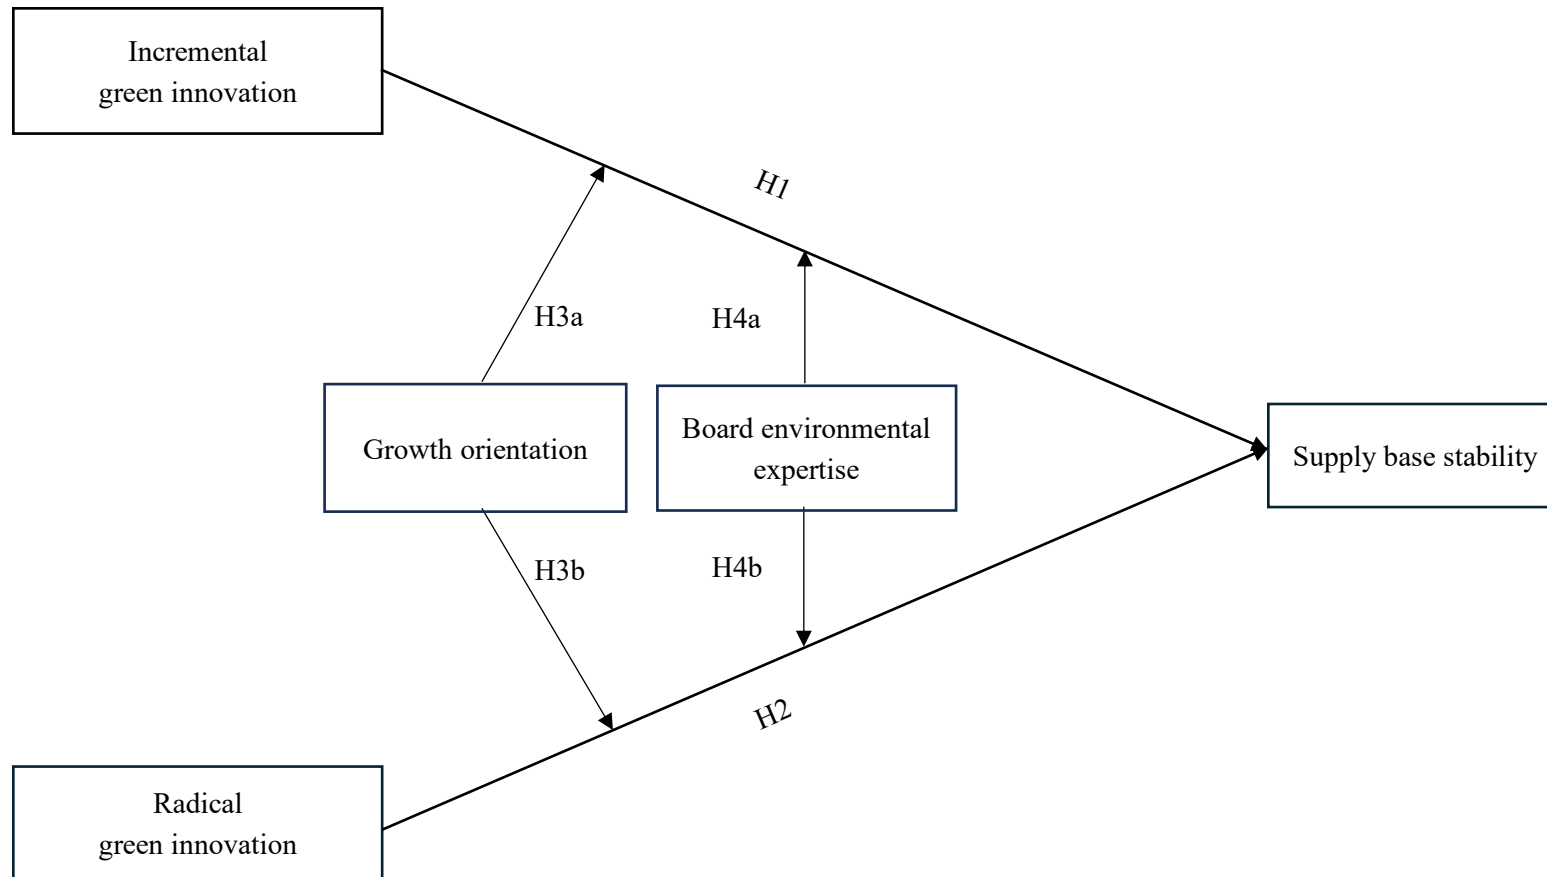 Incremental
green innovation
H1
H3a
H4a
Growth orientation
Board environmental
expertise
Supply base stability
H3b
H4b
H2
Radical
green innovation